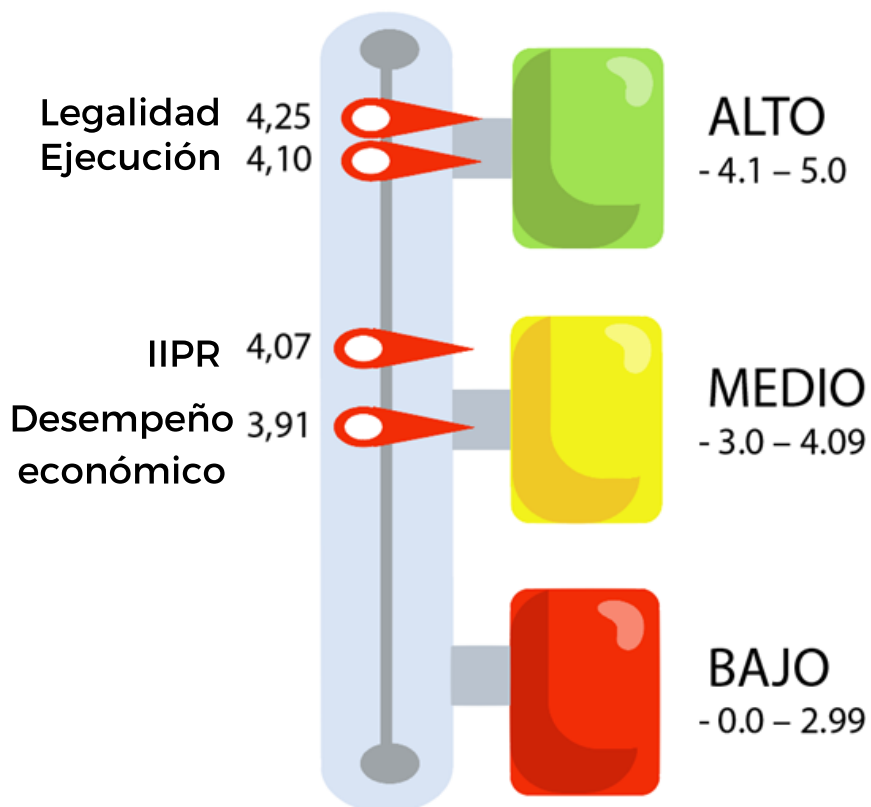 Legalidad 4,25
Ejecución 4,10
ALTO
- 4.1 – 5.0
IIPR 4,07
Desempeño 3,91
económico
MEDIO
- 3.0 – 4.09
BAJO
- 0.0 – 2.99